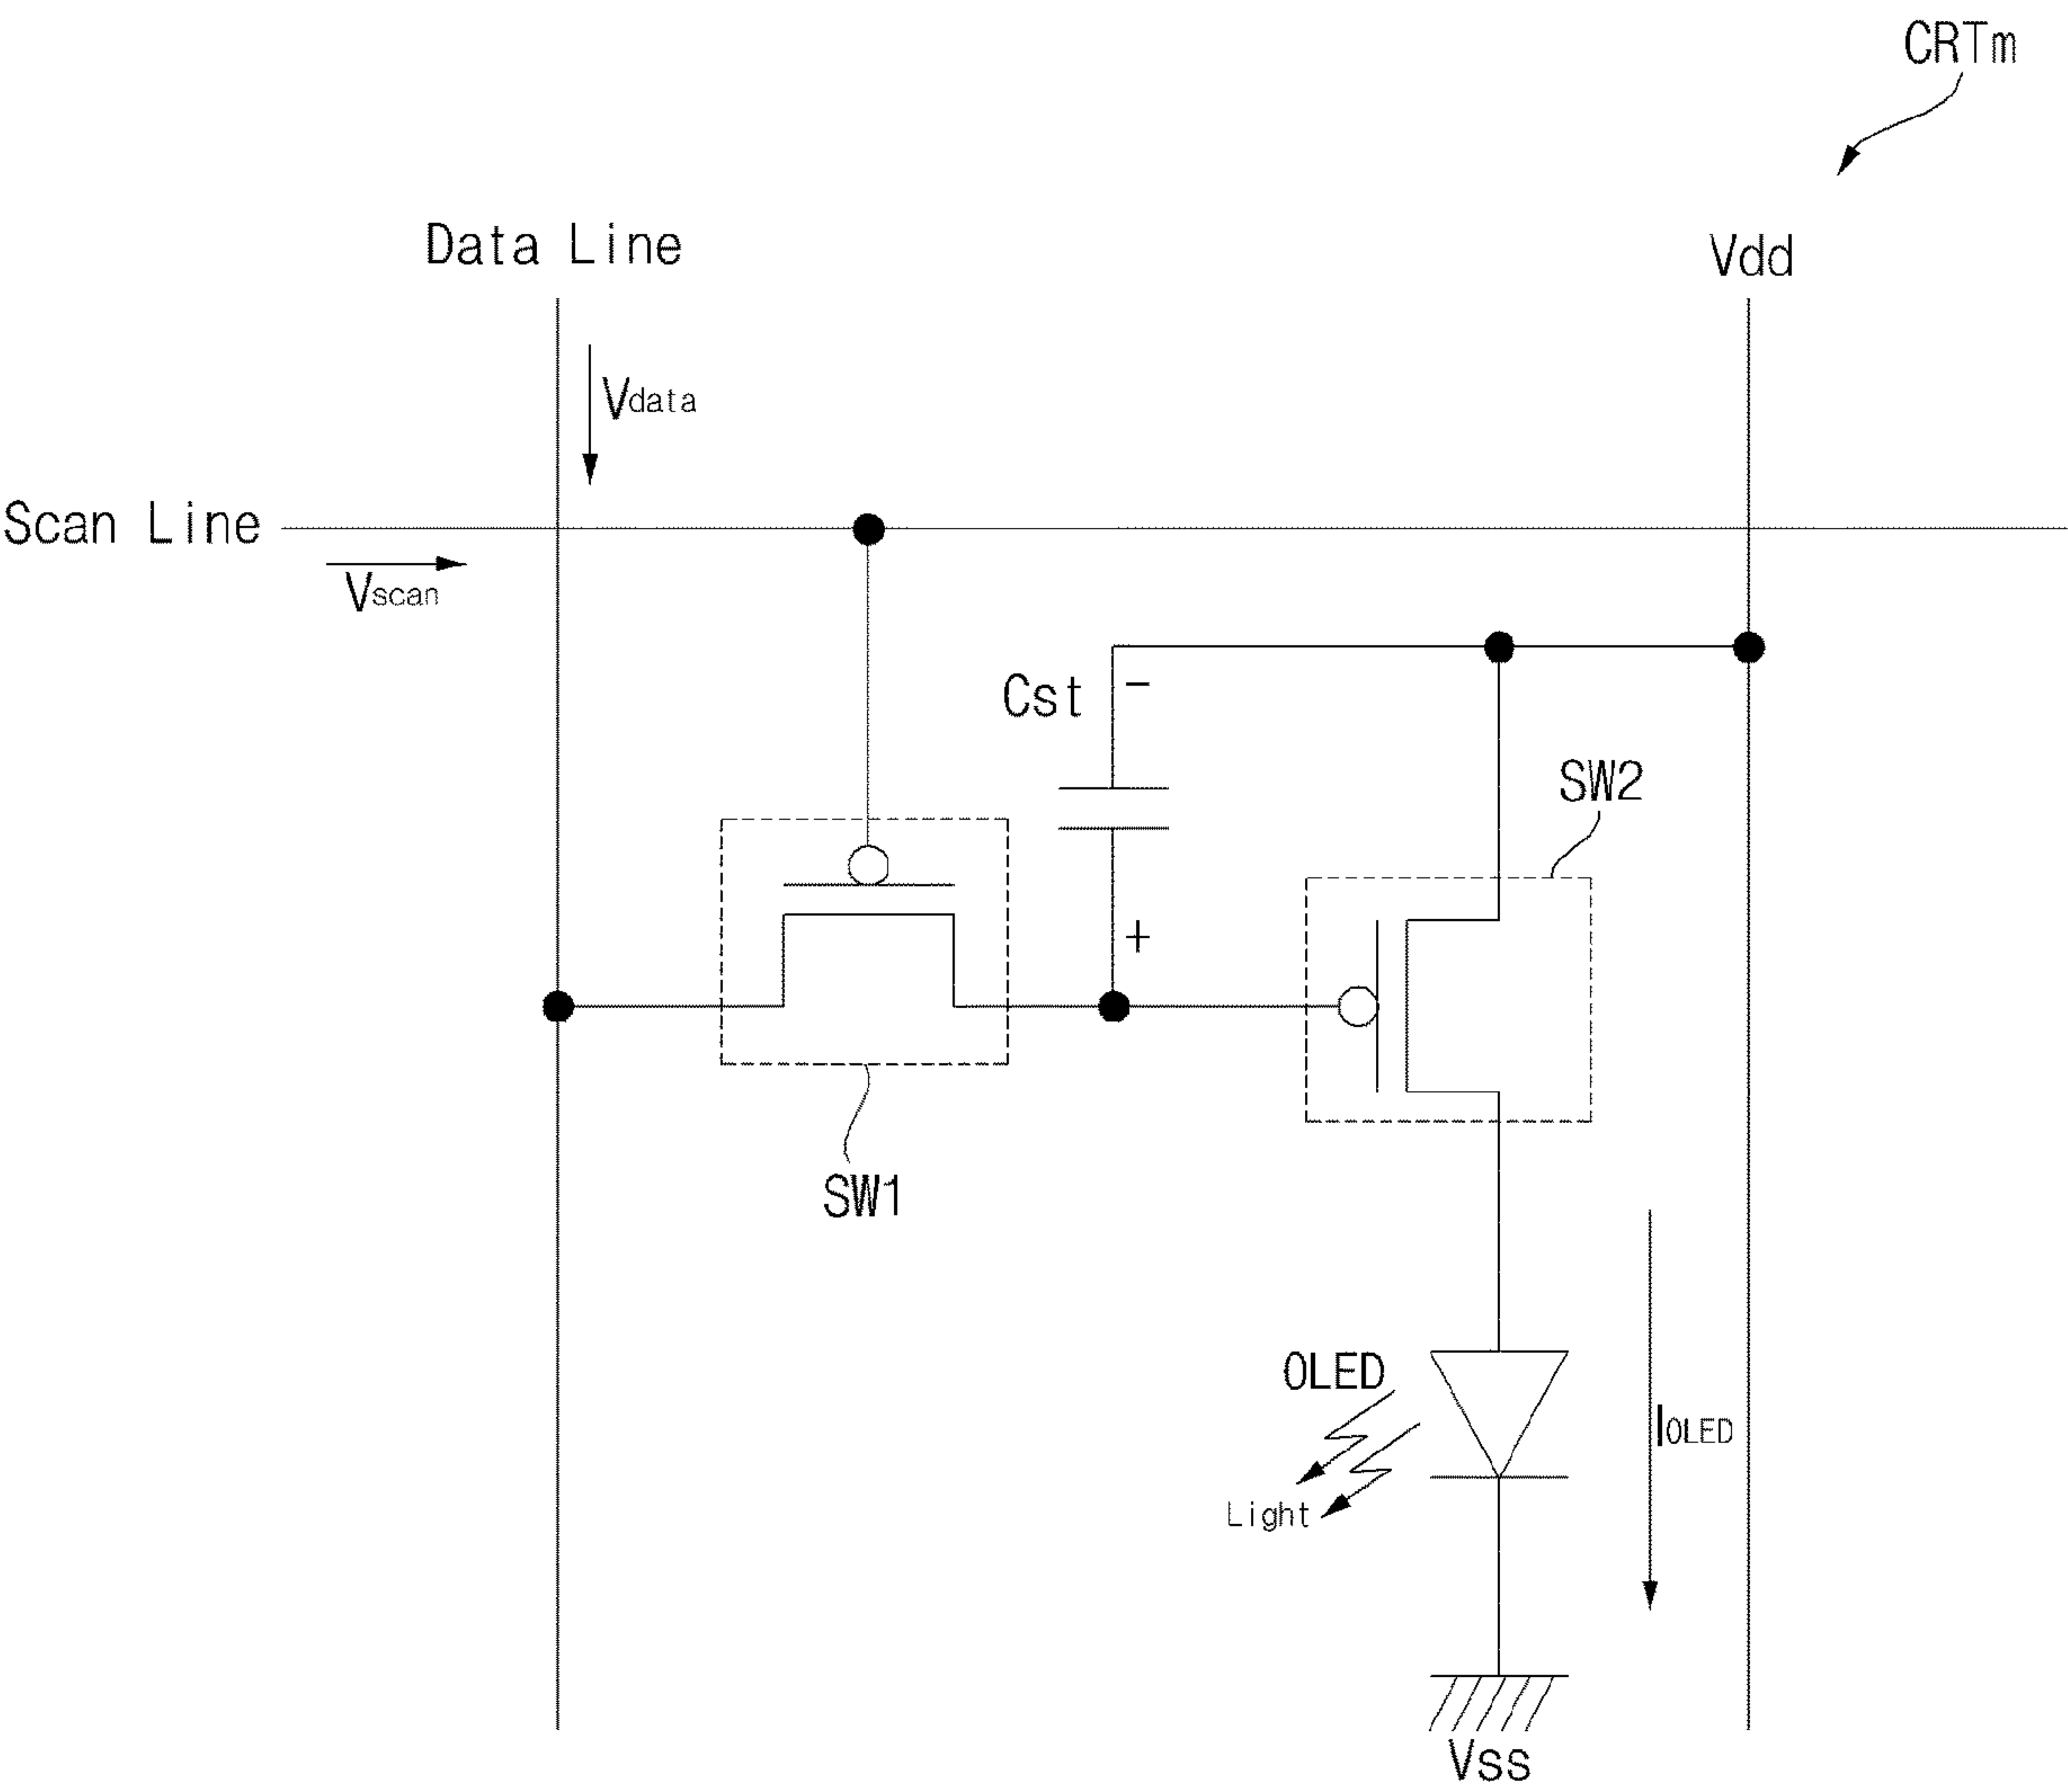 CRTm
Data Line
Vdd
Vdata
Scan Line
Vscan
Cst
-
SW2
+
SW1
OLED
IOLED
Light
Vss